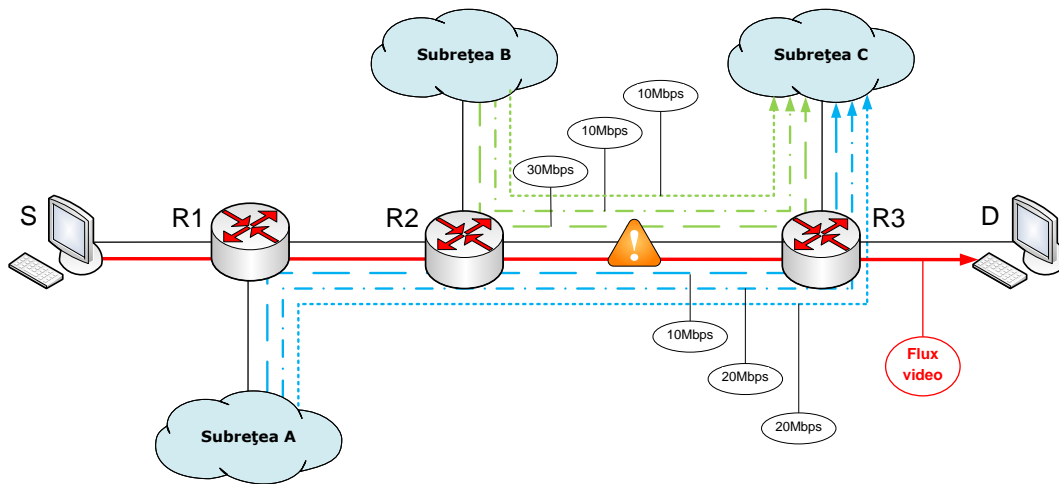 Subreţea B
Subreţea C
10Mbps
10Mbps
30Mbps
S
R1
R2
!
R3
D
10Mbps
20Mbps
20Mbps
Flux
video
Subreţea A